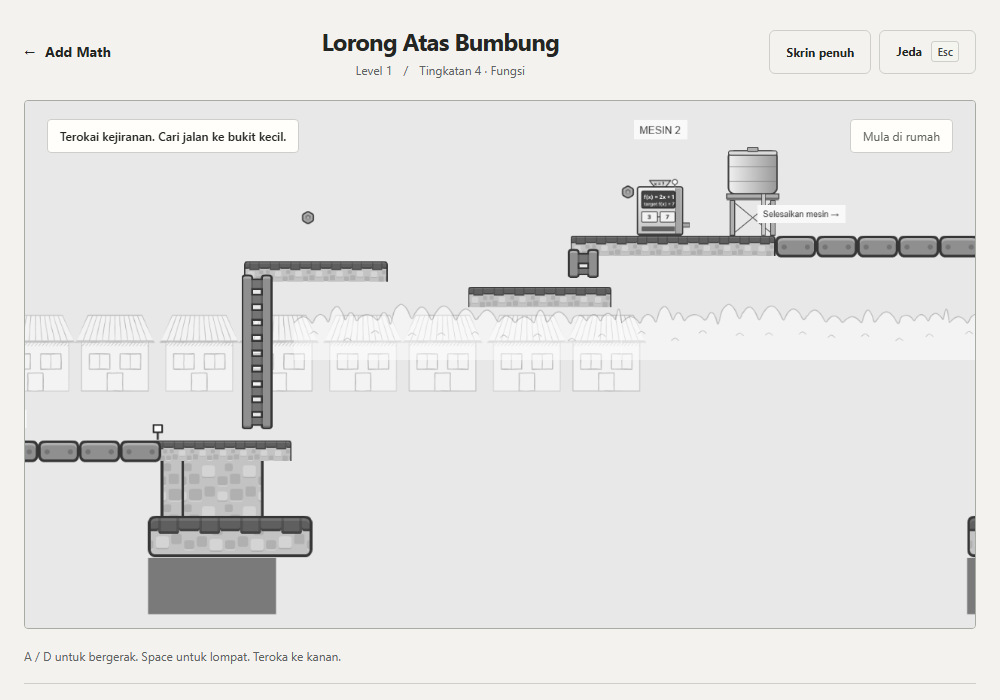 ← Add Math
Lorong Atas Bumbung
Level 1 / Tingkatan 4 · Fungsi
Skrin penuh
Jeda Esc
Terokai kejiranan. Cari jalan ke bukit kecil.
MESIN 2
Mula di rumah
f(x) = 2x + 1
target f(x) = 7
3 7
Selesaikan mesin →
A / D untuk bergerak. Space untuk lompat. Teroka ke kanan.